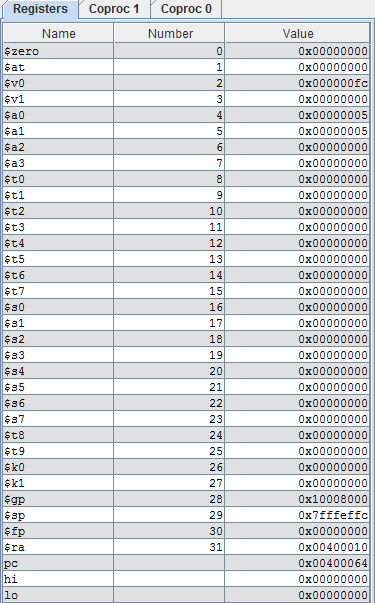 Registers Coproc 1 Coproc 0
Name Number Value
$zero 0 0x00000000
$at 1 0x00000000
$v0 2 0x000000fc
$v1 3 0x00000000
$a0 4 0x00000005
$a1 5 0x00000005
$a2 6 0x00000000
$a3 7 0x00000000
$t0 8 0x00000000
$t1 9 0x00000000
$t2 10 0x00000000
$t3 11 0x00000000
$t4 12 0x00000000
$t5 13 0x00000000
$t6 14 0x00000000
$t7 15 0x00000000
$s0 16 0x00000000
$s1 17 0x00000000
$s2 18 0x00000000
$s3 19 0x00000000
$s4 20 0x00000000
$s5 21 0x00000000
$s6 22 0x00000000
$s7 23 0x00000000
$t8 24 0x00000000
$t9 25 0x00000000
$k0 26 0x00000000
$k1 27 0x00000000
$gp 28 0x10008000
$sp 29 0x7fffeffc
$fp 30 0x00000000
$ra 31 0x00400010
pc 0x00400064
hi 0x00000000
lo 0x00000000